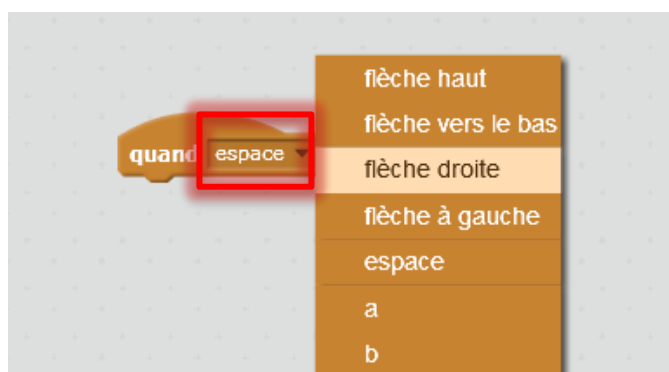 flèche haut
flèche vers le bas
quand espace
flèche droite
flèche à gauche
espace
a
b